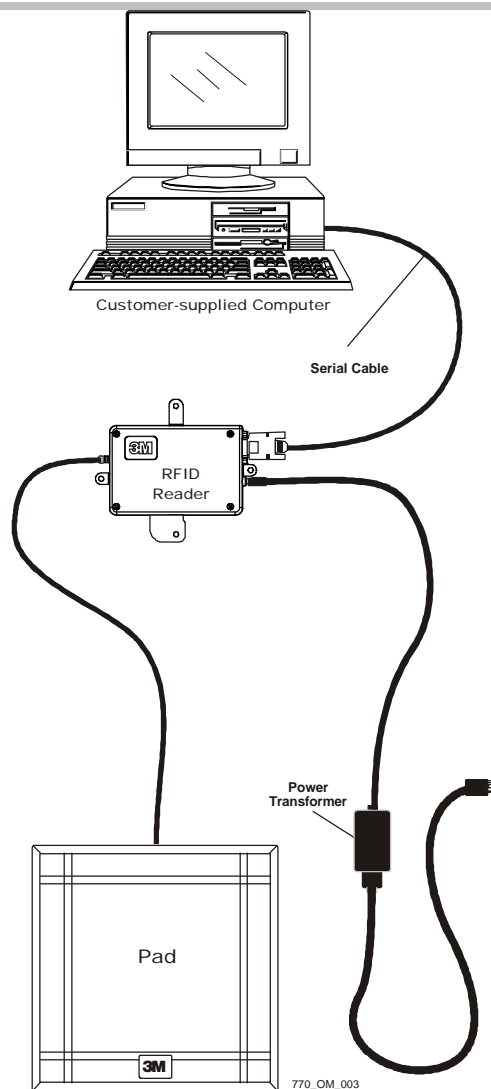 Customer-supplied Computer
Serial Cable
3M
RFID
Reader
Power
Transformer
Pad
3M
770_OM_003